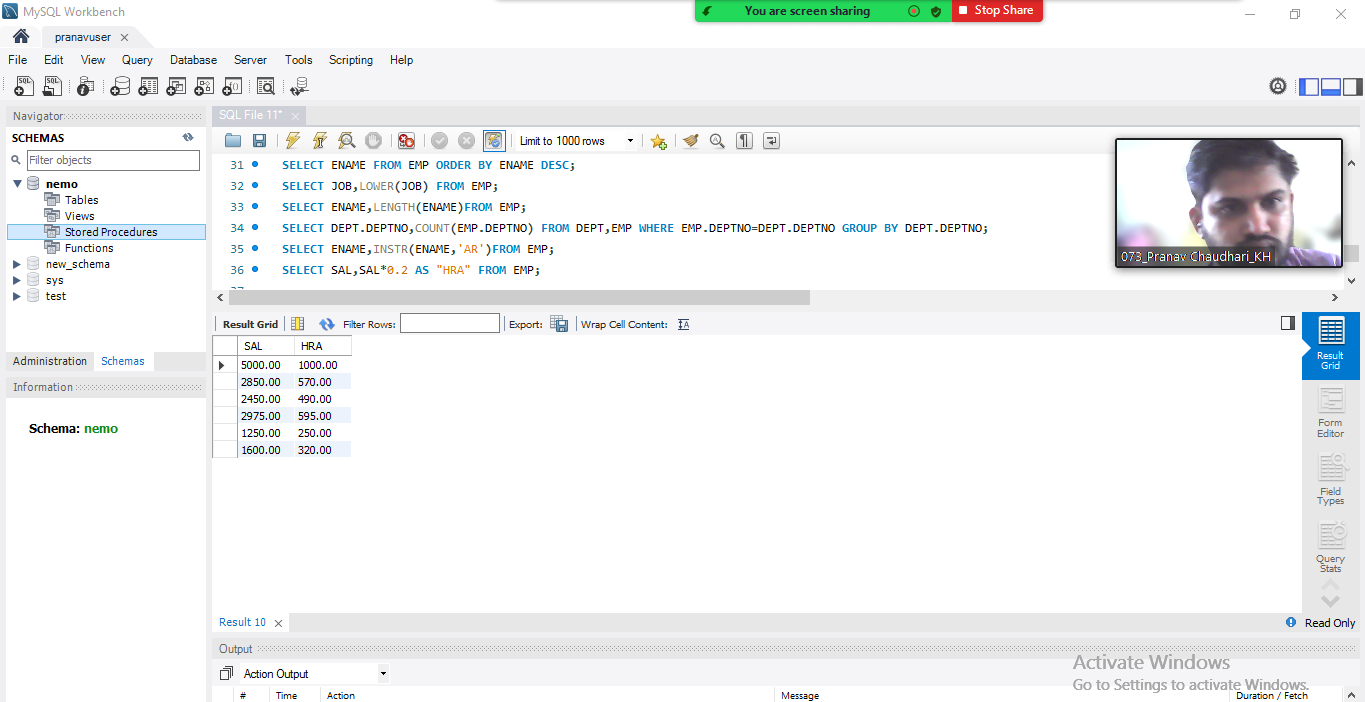 MySQL Workbench
You are screen sharing
Stop Share
pranavuser
File Edit View Query Database Server Tools Scripting Help
Navigator
SCHEMAS
Filter objects
nemo
Tables
Views
Stored Procedures
Functions
new_schema
sys
test
Administration Schemas
Information
Schema: nemo
SQL File 11*
Limit to 1000 rows
31 SELECT ENAME FROM EMP ORDER BY ENAME DESC;
32 SELECT JOB,LOWER(JOB) FROM EMP;
33 SELECT ENAME,LENGTH(ENAME)FROM EMP;
34 SELECT DEPT.DEPTNO,COUNT(EMP.DEPTNO) FROM DEPT,EMP WHERE EMP.DEPTNO=DEPT.DEPTNO GROUP BY DEPT.DEPTNO;
35 SELECT ENAME,INSTR(ENAME,'AR')FROM EMP;
36 SELECT SAL,SAL*0.2 AS "HRA" FROM EMP;
073_Pranav Chaudhari_KH
Result Grid Filter Rows: Export: Wrap Cell Content:
SAL HRA
5000.00 1000.00
2850.00 570.00
2450.00 490.00
2975.00 595.00
1250.00 250.00
1600.00 320.00
Result
Grid
Form
Editor
Field
Types
Query
Stats
Result 10
Read Only
Output
Action Output
# Time Action Message Duration / Fetch
Activate Windows
Go to Settings to activate Windows.